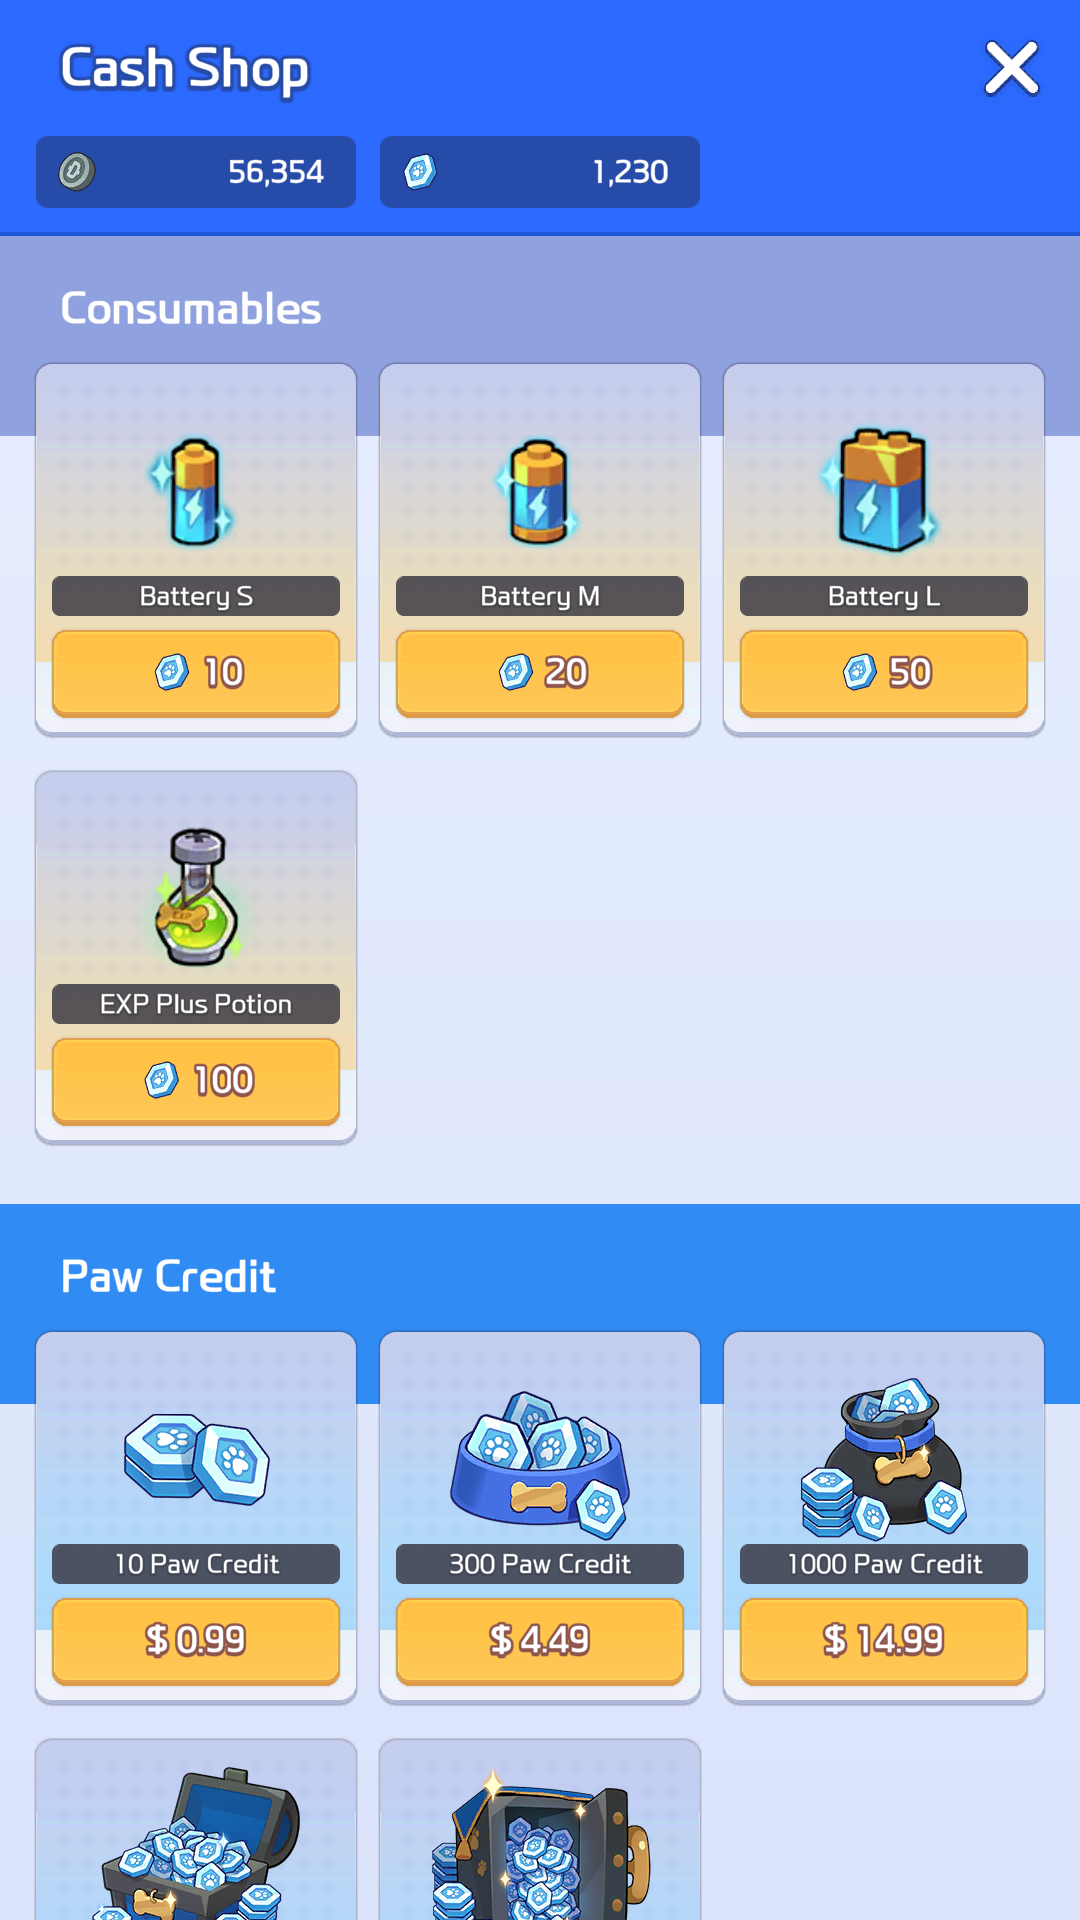 Cash Shop
56,354
1,230
Consumables
Battery S
Battery M
Battery L
10
20
50
EXP
EXP Plus Potion
100
Paw Credit
10 Paw Credit
300 Paw Credit
1000 Paw Credit
$ 0.99
$ 4.49
$ 14.99